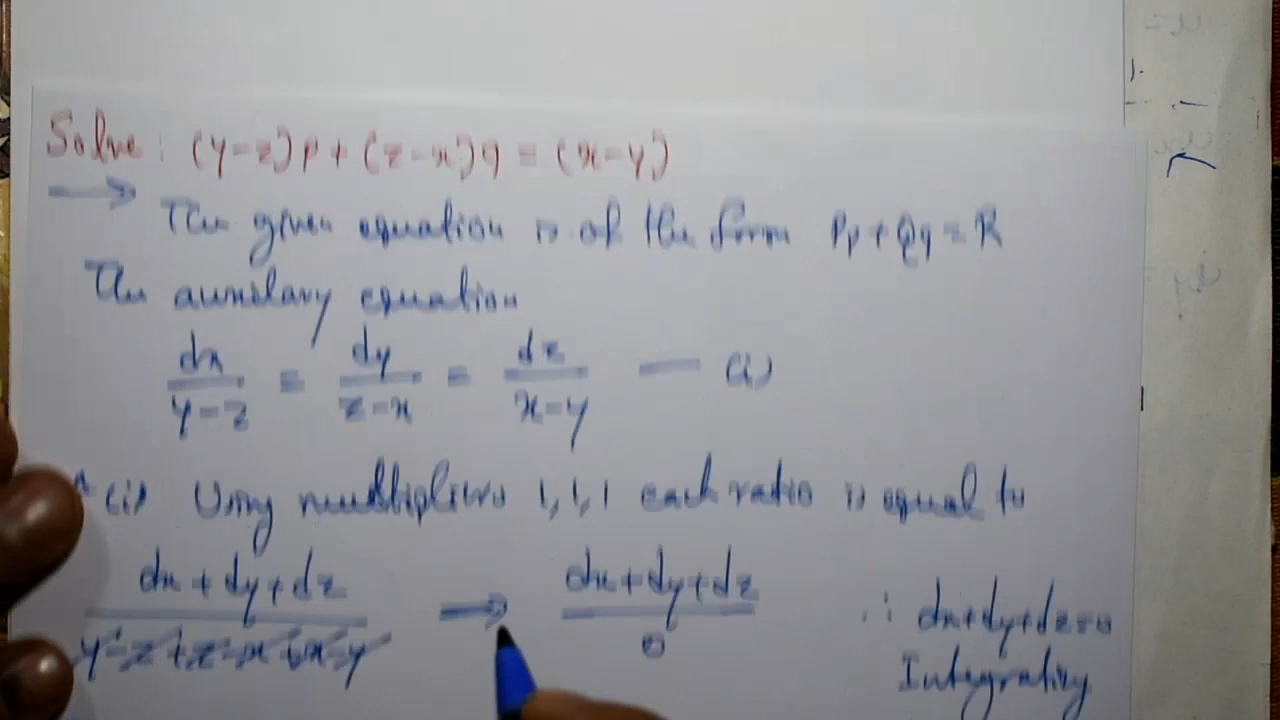 Solve: (y-z)p + (z-x)q = (x-y)
⟹ The given equation is of the form Pp + Qq = R
The auxilary equation
dx/(y-z) = dy/(z-x) = dz/(x-y) — (i)
(i) Using multipliers 1, 1, 1 each ratio is equal to
(dx+dy+dz)/(y-z+z-x+x-y) ⟹ (dx+dy+dz)/0 ∴ dx+dy+dz=0
Integrating